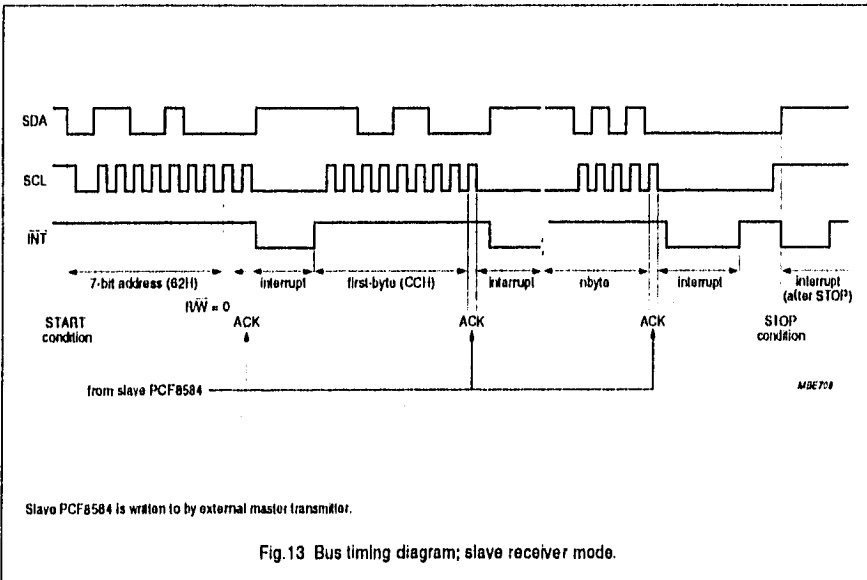 SDA
SCL
INT
7-bit address (62H)
interrupt
first-byte (CCH)
interrupt
nbyte
interrupt
interrupt
(after STOP)
R/W = 0
START
condition
ACK
ACK
ACK
STOP
condition
from slave PCF8584
MBE708
Slave PCF8584 is written to by external master transmitter.
Fig.13 Bus timing diagram; slave receiver mode.